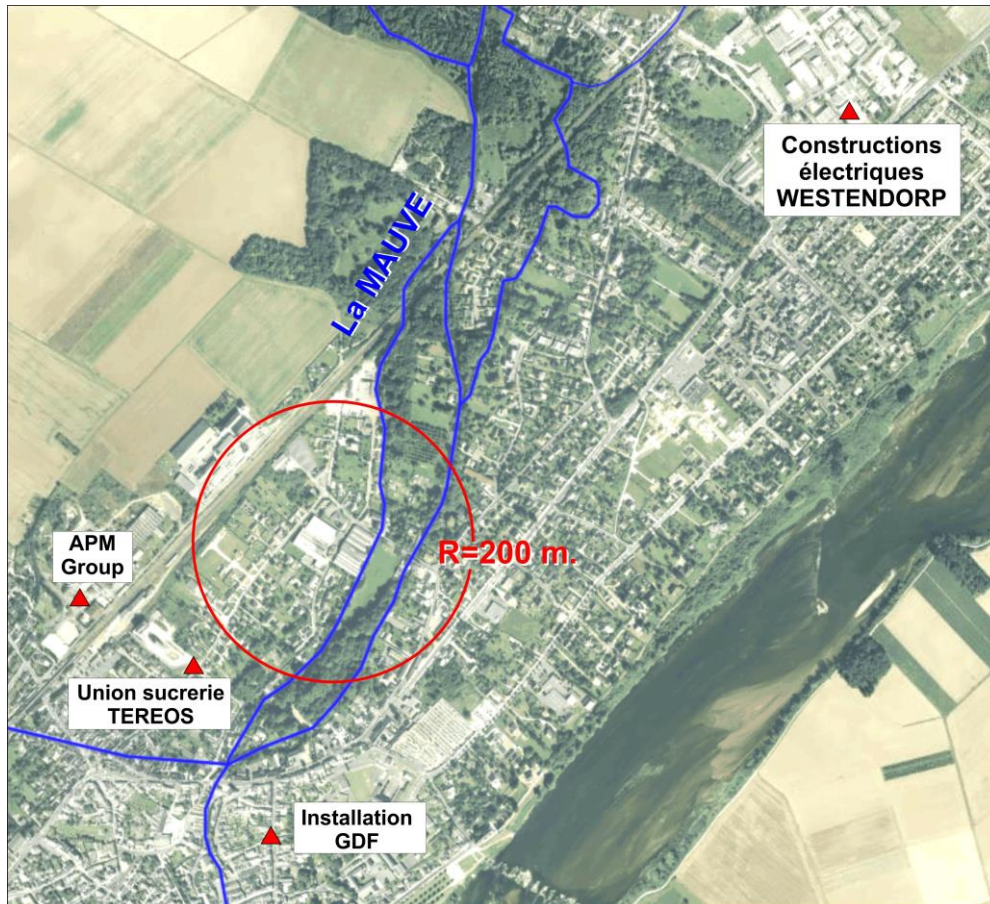 Constructions
électriques
WESTENDORP
La MAUVE
R=200 m.
APM
Group
Union sucrerie
TEREOS
Installation
GDF